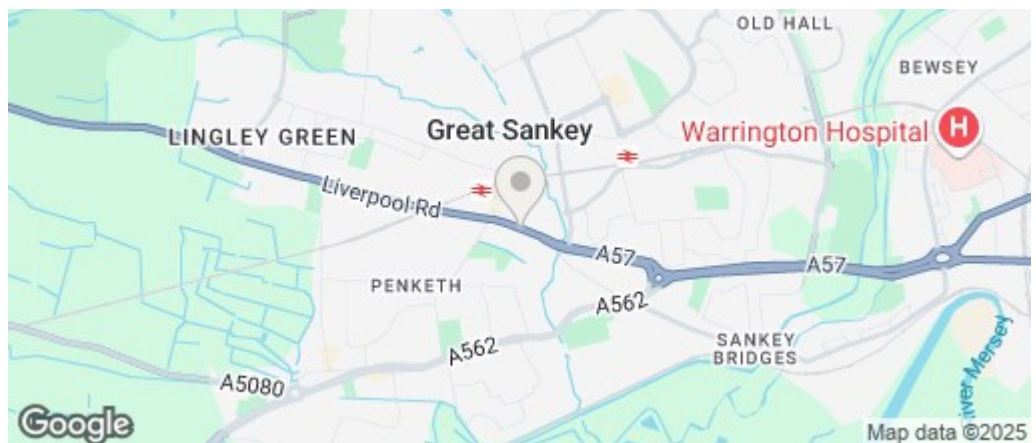 OLD HALL
BEWSEY
Great Sankey
Warrington Hospital
H
LINGLEY GREEN
Liverpool Rd
A57
A57
PENKETH
A562
A562
SANKEY
BRIDGES
A5080
River Mersey
Google
Map data ©2025